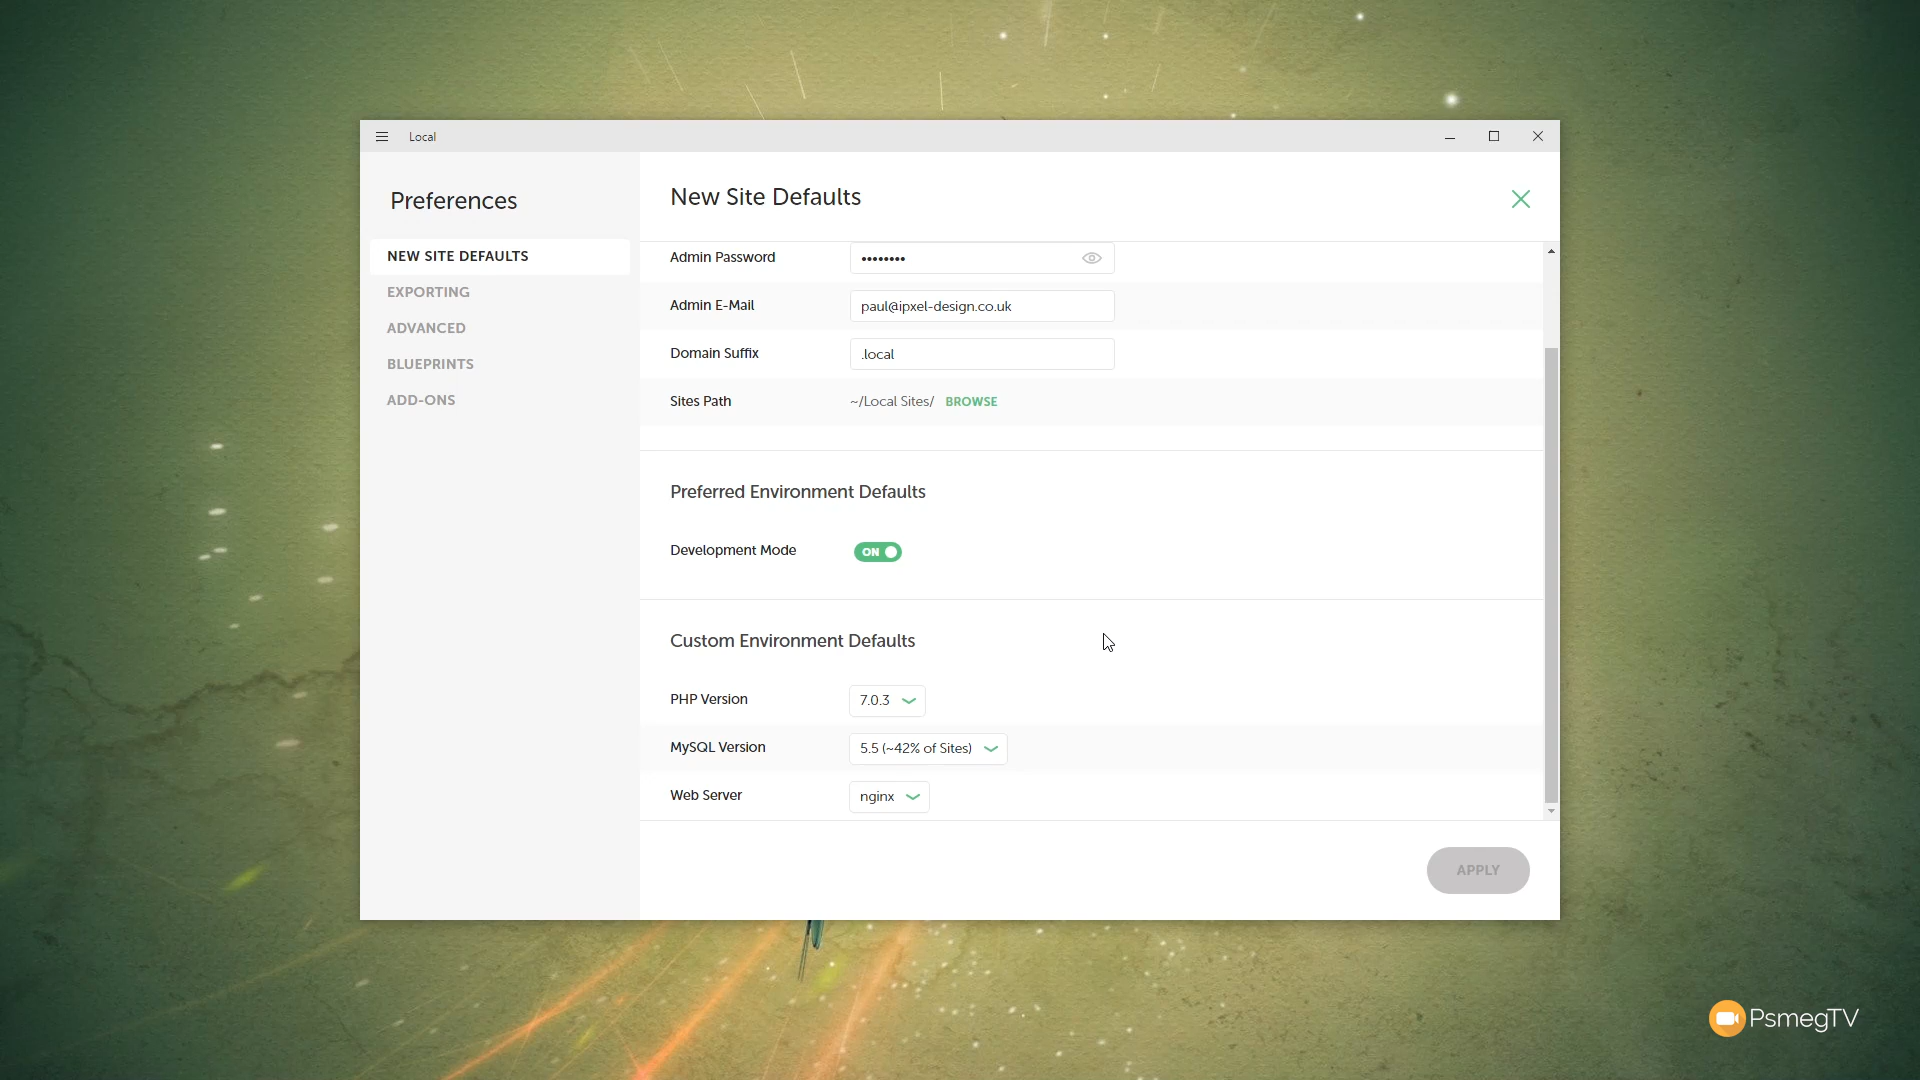 Local
Preferences
NEW SITE DEFAULTS
EXPORTING
ADVANCED
BLUEPRINTS
ADD-ONS
New Site Defaults
Admin Password ••••••••
Admin E-Mail paul@ipxel-design.co.uk
Domain Suffix .local
Sites Path ~/Local Sites/ BROWSE
Preferred Environment Defaults
Development Mode ON
Custom Environment Defaults
PHP Version 7.0.3
MySQL Version 5.5 (~42% of Sites)
Web Server nginx
APPLY
PsmegTV